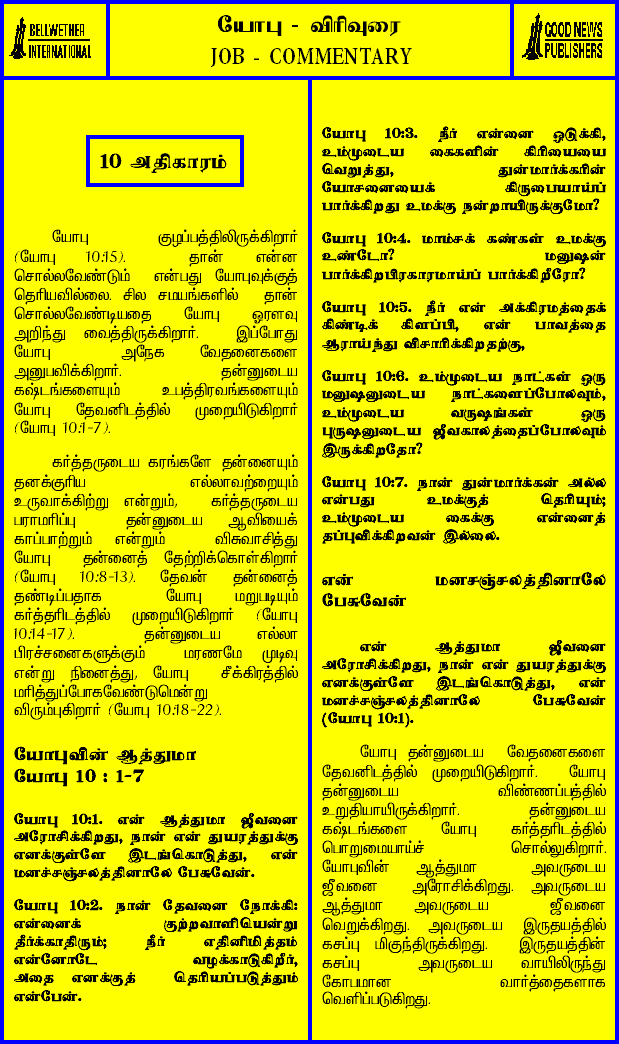 BELLWETHER
INTERNATIONAL
யோபு - விரிவுரை
JOB - COMMENTARY
GOOD NEWS
PUBLISHERS
10 அதிகாரம்
யோபு குழப்பத்திலிருக்கிறார்
(யோபு 10:15). தான் என்ன
சொல்லவேண்டும் என்பது யோபுவுக்குத்
தெரியவில்லை. சில சமயங்களில் தான்
சொல்லவேண்டியதை யோபு ஓரளவு
அறிந்து வைத்திருக்கிறார். இப்போது
யோபு அநேக வேதனைகளை
அனுபவிக்கிறார். தன்னுடைய
கஷ்டங்களையும் உபத்திரவங்களையும்
யோபு தேவனிடத்தில் முறையிடுகிறார்
(யோபு 10:1-7).
கர்த்தருடைய கரங்களே தன்னையும்
தனக்குரிய எல்லாவற்றையும்
உருவாக்கிற்று என்றும், கர்த்தருடைய
பராமரிப்பு தன்னுடைய ஆவியைக்
காப்பாற்றும் என்றும் விசுவாசித்து
யோபு தன்னைத் தேற்றிக்கொள்கிறார்
(யோபு 10:8-13). தேவன் தன்னைத்
தண்டிப்பதாக யோபு மறுபடியும்
கர்த்தரிடத்தில் முறையிடுகிறார் (யோபு
10:14-17). தன்னுடைய எல்லா
பிரச்சனைகளுக்கும் மரணமே முடிவு
என்று நினைத்து, யோபு சீக்கிரத்தில்
மரித்துப்போகவேண்டுமென்று
விரும்புகிறார் (யோபு 10:18-22).
யோபுவின் ஆத்துமா
யோபு 10 : 1-7
யோபு 10:1. என் ஆத்துமா ஜீவனை
அரோசிக்கிறது, நான் என் துயரத்துக்கு
எனக்குள்ளே இடங்கொடுத்து, என்
மனச்சஞ்சலத்தினாலே பேசுவேன்.
யோபு 10:2. நான் தேவனை நோக்கி:
என்னைக் குற்றவாளியென்று
தீர்க்காதிரும்; நீர் எதினிமித்தம்
என்னோடே வழக்காடுகிறீர்,
அதை எனக்குத் தெரியப்படுத்தும்
என்பேன்.
யோபு 10:3. நீர் என்னை ஒடுக்கி,
உம்முடைய கைகளின் கிரியையை
வெறுத்து, துன்மார்க்கரின்
யோசனையைக் கிருபையாய்ப்
பார்க்கிறது உமக்கு நன்றாயிருக்குமோ?
யோபு 10:4. மாம்சக் கண்கள் உமக்கு
உண்டோ? மனுஷன்
பார்க்கிறபிரகாரமாய்ப் பார்க்கிறீரோ?
யோபு 10:5. நீர் என் அக்கிரமத்தைக்
கிண்டிக் கிளப்பி, என் பாவத்தை
ஆராய்ந்து விசாரிக்கிறதற்கு,
யோபு 10:6. உம்முடைய நாட்கள் ஒரு
மனுஷனுடைய நாட்களைப்போலவும்,
உம்முடைய வருஷங்கள் ஒரு
புருஷனுடைய ஜீவகாலத்தைப்போலவும்
இருக்கிறதோ?
யோபு 10:7. நான் துன்மார்க்கன் அல்ல
என்பது உமக்குத் தெரியும்;
உம்முடைய கைக்கு என்னைத்
தப்புவிக்கிறவன் இல்லை.
என் மனசஞ்சலத்தினாலே
பேசுவேன்
என் ஆத்துமா ஜீவனை
அரோசிக்கிறது, நான் என் துயரத்துக்கு
எனக்குள்ளே இடங்கொடுத்து, என்
மனச்சஞ்சலத்தினாலே பேசுவேன்
(யோபு 10:1).
யோபு தன்னுடைய வேதனைகளை
தேவனிடத்தில் முறையிடுகிறார். யோபு
தன்னுடைய விண்ணப்பத்தில்
உறுதியாயிருக்கிறார். தன்னுடைய
கஷ்டங்களை யோபு கர்த்தரிடத்தில்
பொறுமையாய்ச் சொல்லுகிறார்.
யோபுவின் ஆத்துமா அவருடைய
ஜீவனை அரோசிக்கிறது. அவருடைய
ஆத்துமா அவருடைய ஜீவனை
வெறுக்கிறது. அவருடைய இருதயத்தில்
கசப்பு மிகுந்திருக்கிறது. இருதயத்தின்
கசப்பு அவருடைய வாயிலிருந்து
கோபமான வார்த்தைகளாக
வெளிப்படுகிறது.